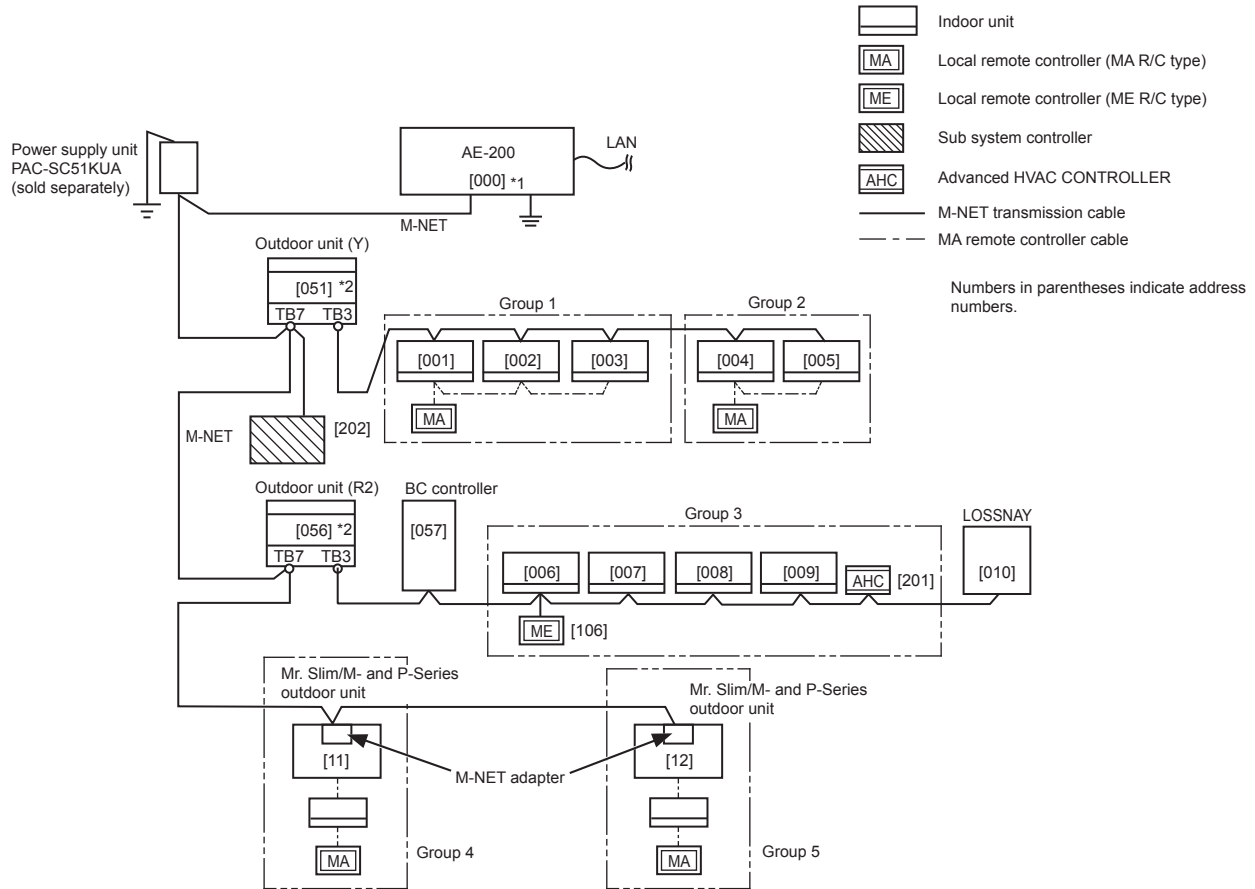 Indoor unit
MA Local remote controller (MA R/C type)
ME Local remote controller (ME R/C type)
Sub system controller
AHC Advanced HVAC CONTROLLER
M-NET transmission cable
MA remote controller cable
Numbers in parentheses indicate address
numbers.
Power supply unit
PAC-SC51KUA
(sold separately)
AE-200
[000] *1
LAN
M-NET
Outdoor unit (Y)
[051] *2
TB7 TB3
Group 1
[001] [002] [003]
MA
Group 2
[004] [005]
MA
M-NET
[202]
Outdoor unit (R2)
[056] *2
TB7 TB3
BC controller
[057]
Group 3
[006] [007] [008] [009] AHC [201]
ME [106]
LOSSNAY
[010]
Mr. Slim/M- and P-Series
outdoor unit
[11]
M-NET adapter
MA
Group 4
Mr. Slim/M- and P-Series
outdoor unit
[12]
MA
Group 5